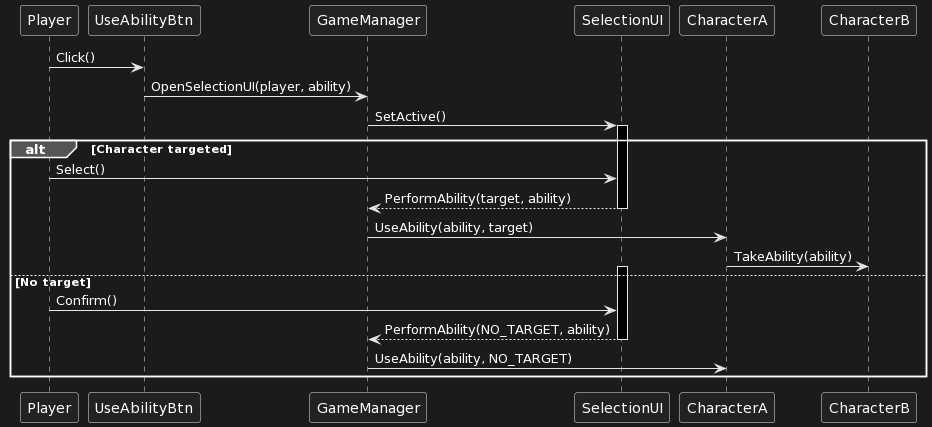 Player UseAbilityBtn GameManager SelectionUI CharacterA CharacterB
Click()
OpenSelectionUI(player, ability)
SetActive()
alt [Character targeted]
Select()
PerformAbility(target, ability)
UseAbility(ability, target)
TakeAbility(ability)
[No target]
Confirm()
PerformAbility(NO_TARGET, ability)
UseAbility(ability, NO_TARGET)
Player UseAbilityBtn GameManager SelectionUI CharacterA CharacterB